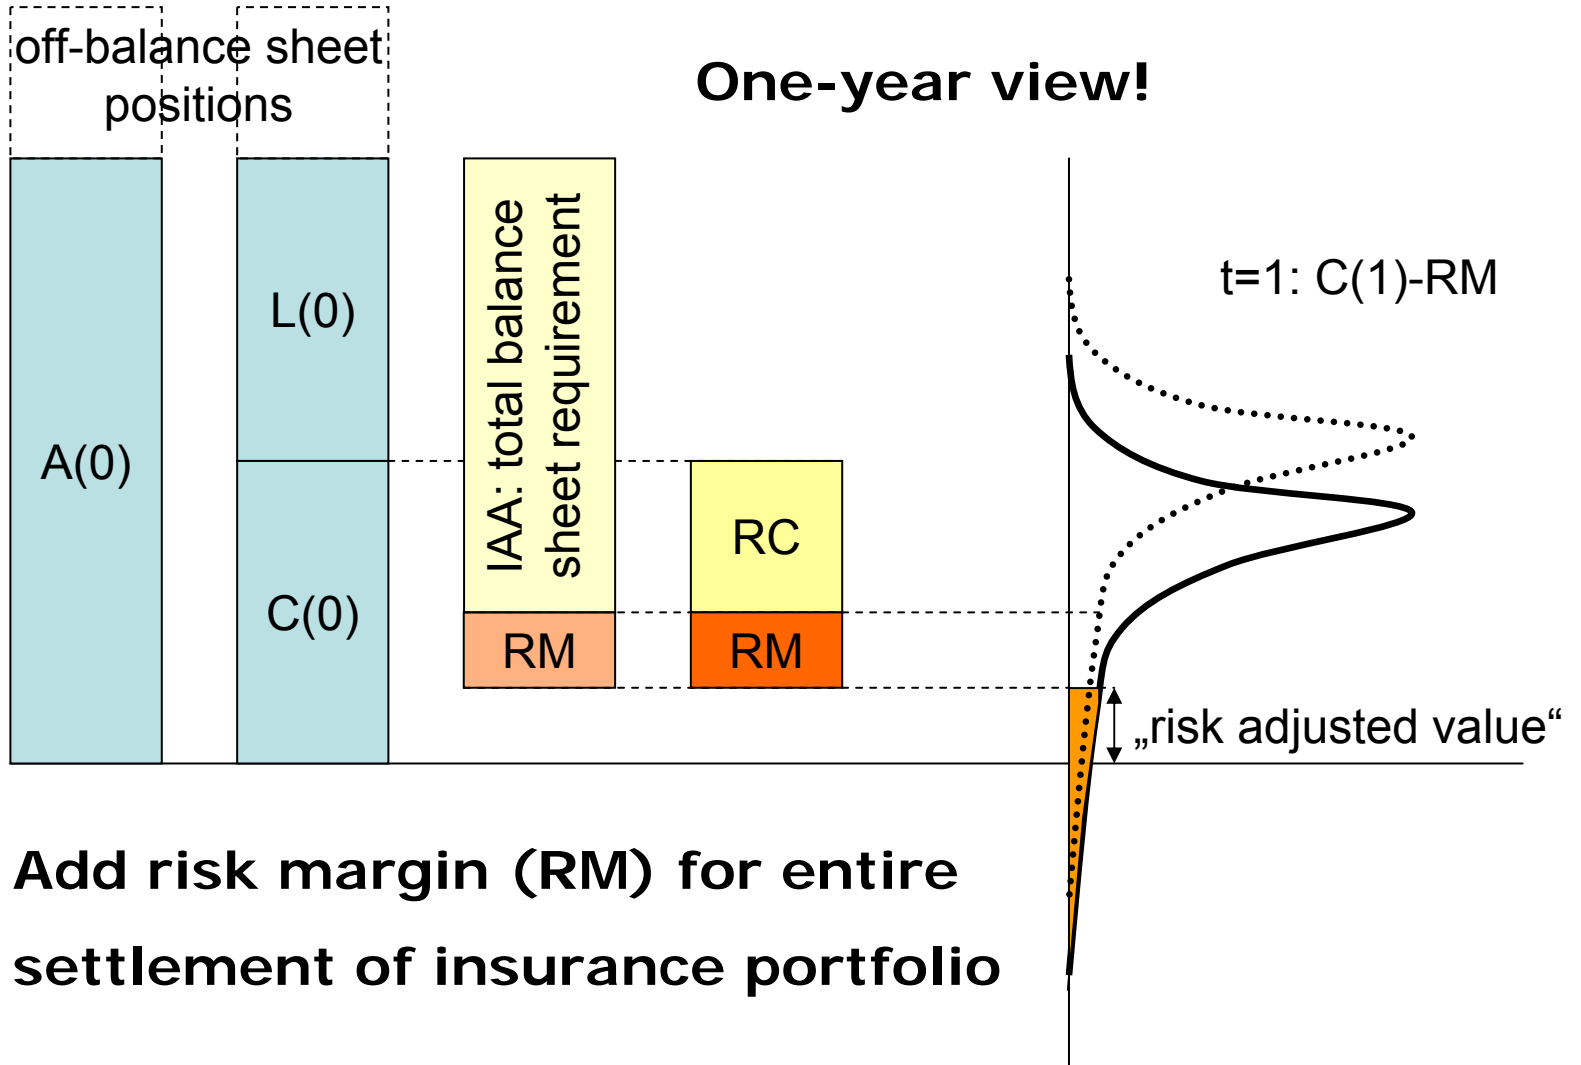 off-balance sheet
positions
One-year view!
A(0)
L(0)
C(0)
IAA: total balance
sheet requirement
RM
RC
RM
t=1: C(1)-RM
„risk adjusted value“
Add risk margin (RM) for entire
settlement of insurance portfolio